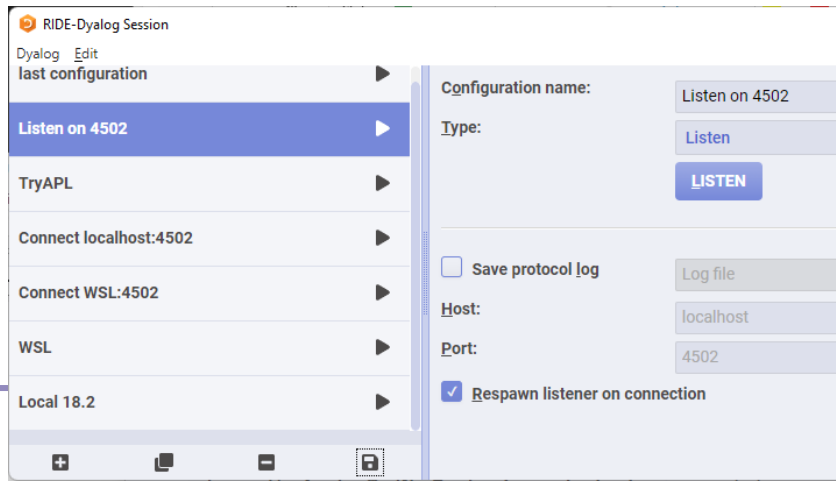 RIDE-Dyalog Session
Dyalog Edit
last configuration
Listen on 4502
TryAPL
Connect localhost:4502
Connect WSL:4502
WSL
Local 18.2
Configuration name: Listen on 4502
Type: Listen
LISTEN
Save protocol log Log file
Host: localhost
Port: 4502
Respawn listener on connection